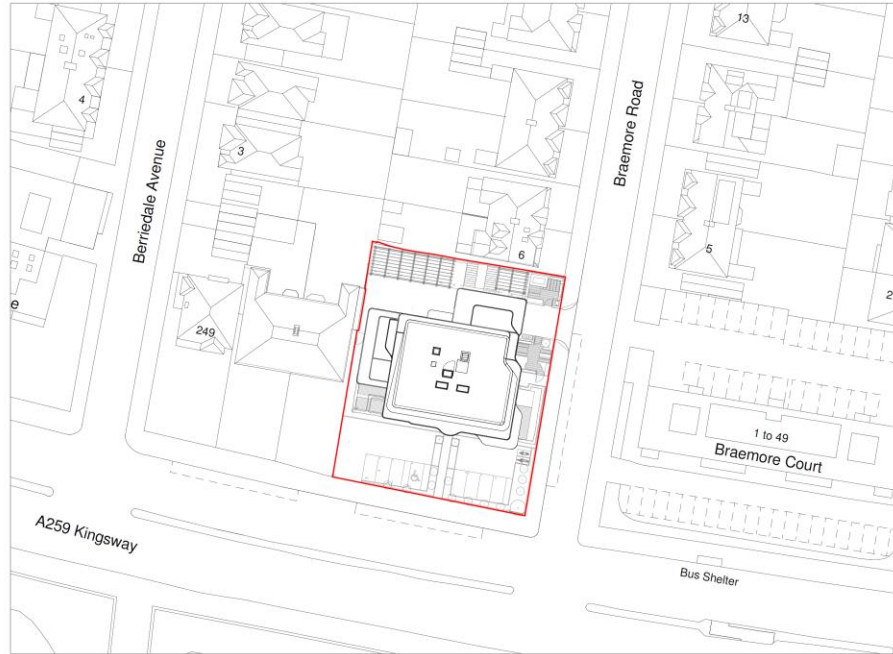 13
4
Berriedale Avenue
3
Braemore Road
6
5
2
e
249
1 to 49
Braemore Court
A259 Kingsway
Bus Shelter